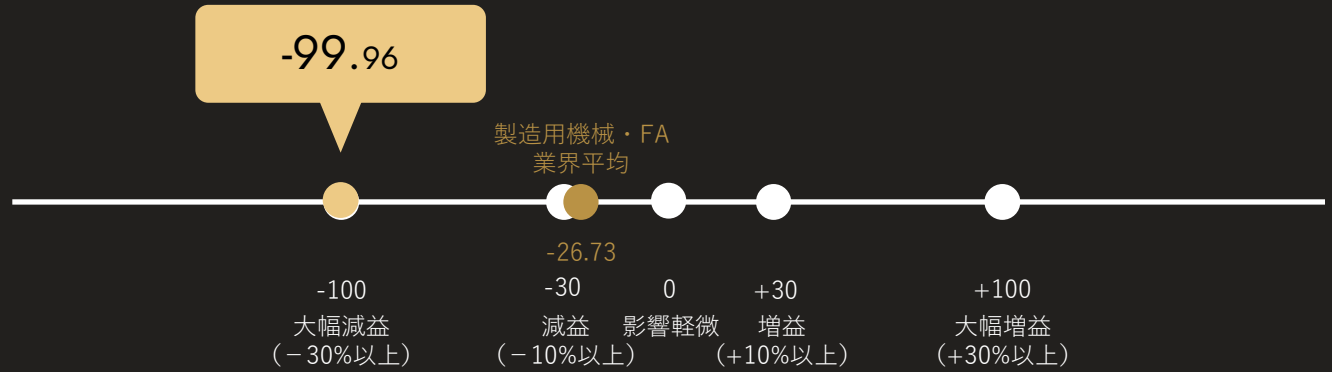 -99.96
製造用機械・FA
業界平均
-26.73
-100
大幅減益
（－30%以上）
-30
減益
（－10%以上）
0
影響軽微
+30
増益
（+10%以上）
+100
大幅増益
（+30%以上）